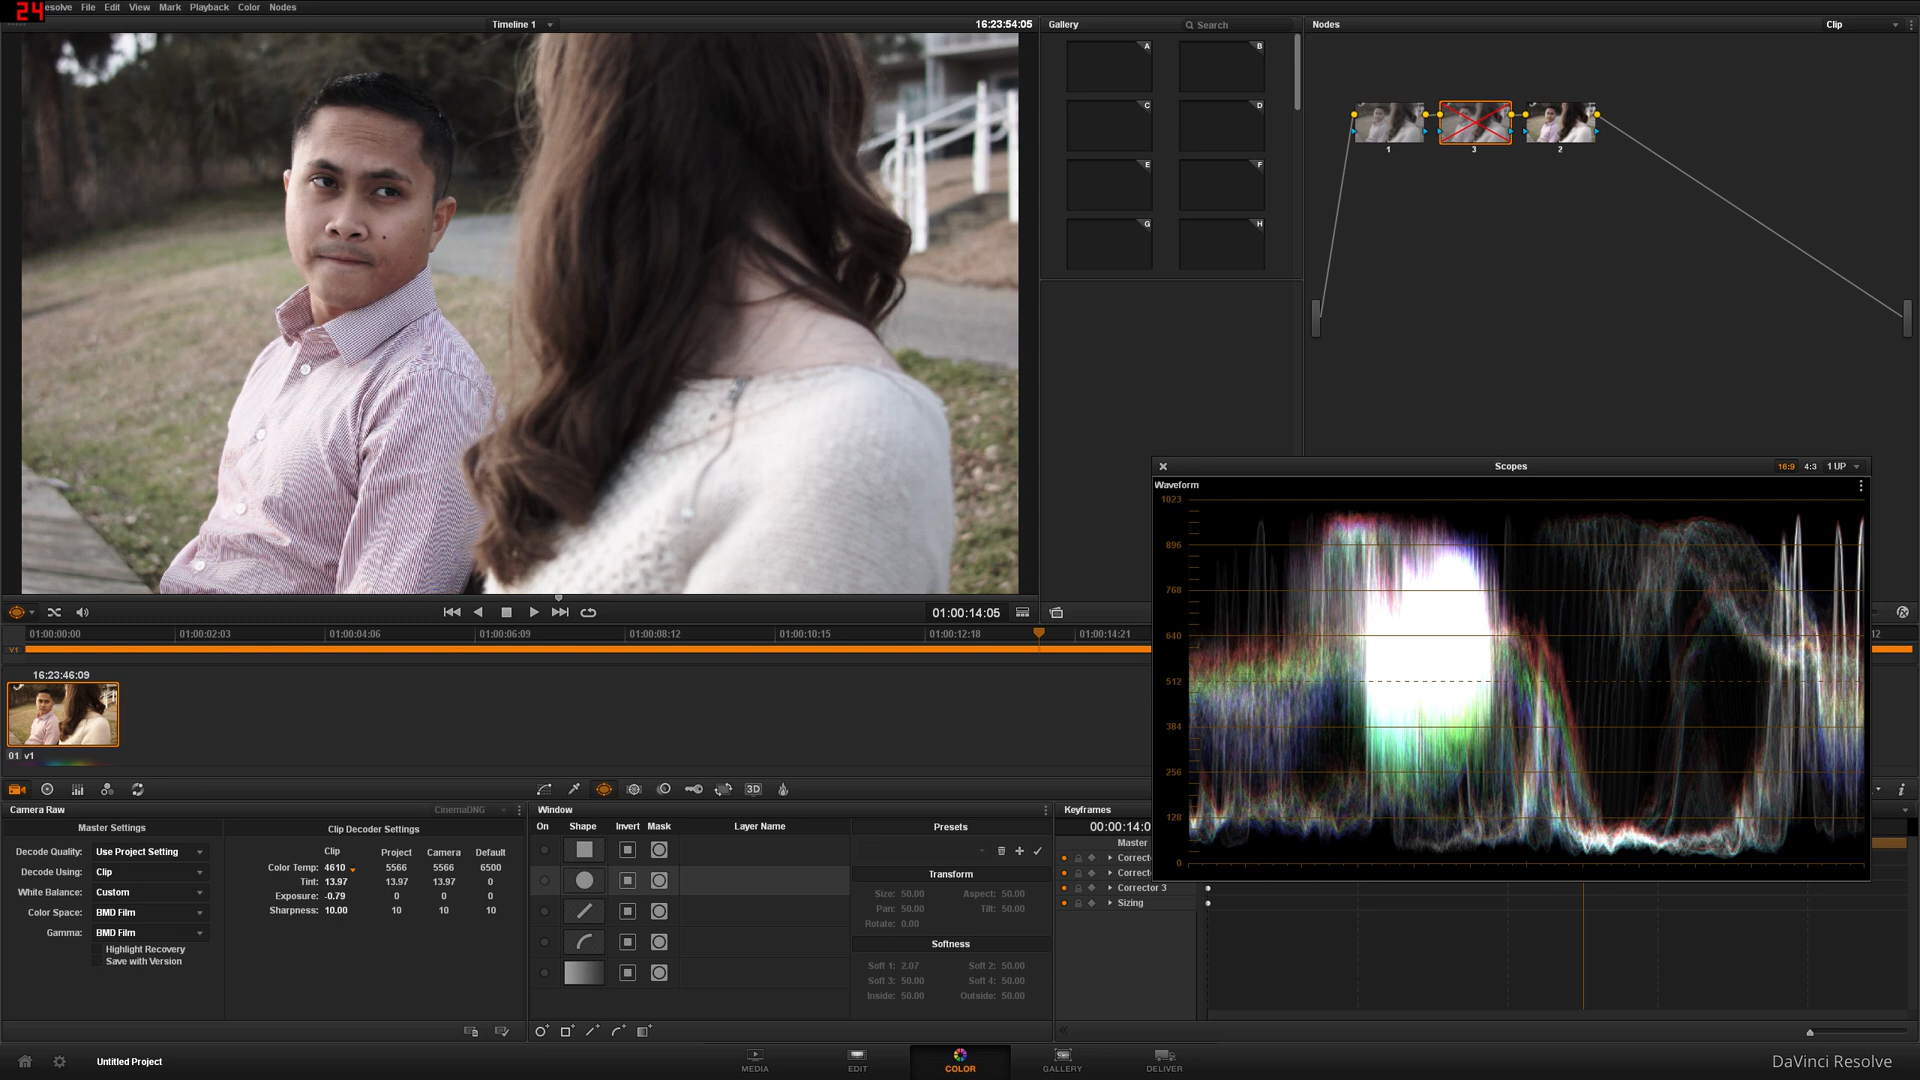 24
esolve File Edit View Mark Playback Color Nodes
Timeline 1
16:23:54:05
Gallery
Search
Nodes
Clip
A
B
C
D
E
F
G
H
1
3
2
Scopes
16:9 4:3 1 UP
Waveform
1023
896
768
640
512
384
256
128
0
01:00:14:05
01:00:00:00 01:00:02:03 01:00:04:06 01:00:06:09 01:00:08:12 01:00:10:15 01:00:12:18 01:00:14:21
12
V1
16:23:46:09
01 v1
3D
Camera Raw
CinemaDNG
Master Settings
Decode Quality: Use Project Setting
Decode Using: Clip
White Balance: Custom
Color Space: BMD Film
Gamma: BMD Film
Highlight Recovery
Save with Version
Clip Decoder Settings
Clip Project Camera Default
Color Temp: 4610 5566 5566 6500
Tint: 13.97 13.97 13.97 0
Exposure: -0.79 0 0 0
Sharpness: 10.00 10 10 10
Window
On Shape Invert Mask Layer Name
Presets
Transform
Size: 50.00 Aspect: 50.00
Pan: 50.00 Tilt: 50.00
Rotate: 0.00
Softness
Soft 1: 2.07 Soft 2: 50.00
Soft 3: 50.00 Soft 4: 50.00
Inside: 50.00 Outside: 50.00
Keyframes
00:00:14:0
Master
Correct
Correct
Corrector 3
Sizing
Untitled Project
MEDIA
EDIT
COLOR
GALLERY
DELIVER
DaVinci Resolve